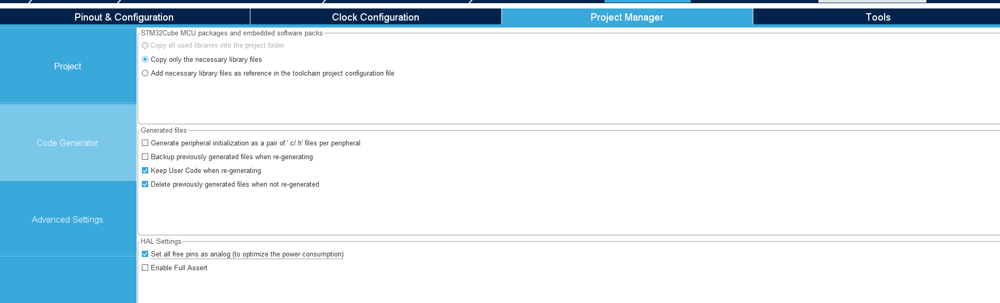 Pinout & Configuration
Clock Configuration
Project Manager
Tools
Project
Code Generator
Advanced Settings
STM32Cube MCU packages and embedded software packs
Copy all used libraries into the project folder
Copy only the necessary library files
Add necessary library files as reference in the toolchain project configuration file
Generated files
Generate peripheral initialization as a pair of '.c/.h' files per peripheral
Backup previously generated files when re-generating
Keep User Code when re-generating
Delete previously generated files when not re-generated
HAL Settings
Set all free pins as analog (to optimize the power consumption)
Enable Full Assert